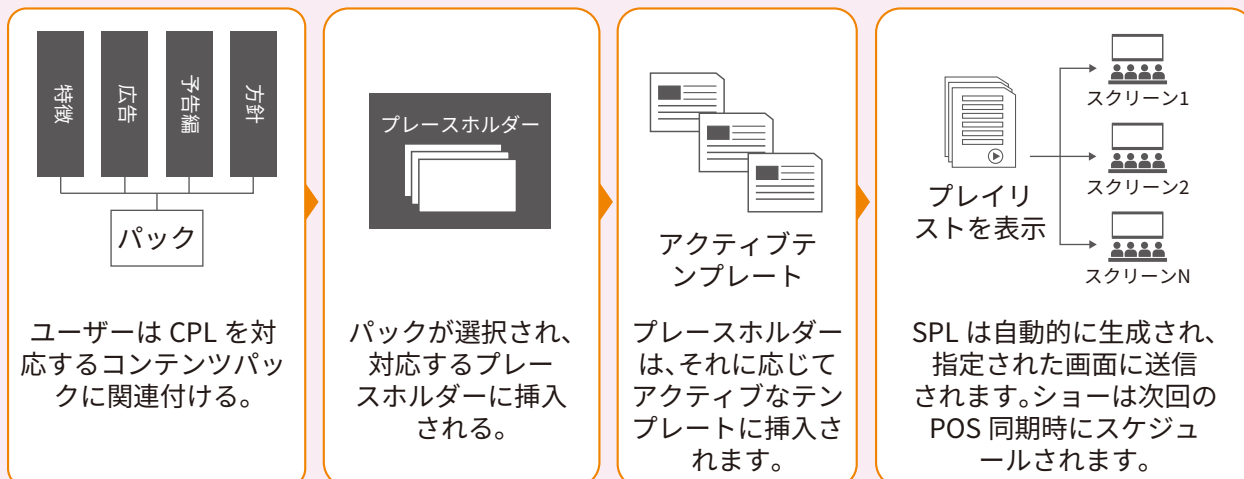 特徴
広告
予告編
方針
パック
ユーザーは CPL を対
応するコンテンツパッ
クに関連付ける。
プレースホルダー
パックが選択され、
対応するプレー
スホルダーに挿入
される。
アクティブテ
ンプレート
プレースホルダー
は、それに応じて
アクティブなテン
プレートに挿入さ
れます。
プレイリ
ストを表示
スクリーン1
スクリーン2
スクリーンN
SPL は自動的に生成され、
指定された画面に送信
されます。ショーは次回の
POS 同期時にスケジュ
ールされます。